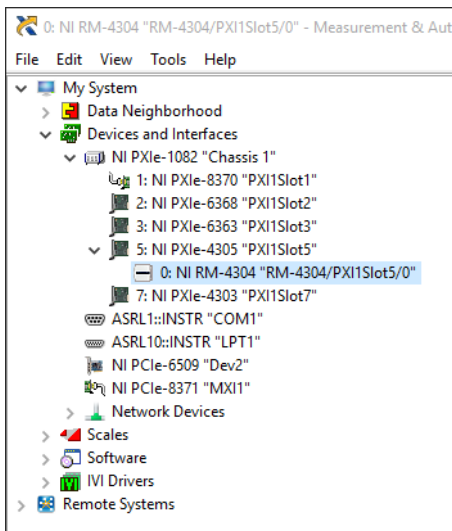 0: NI RM-4304 "RM-4304/PXI1Slot5/0" - Measurement & Aut
File Edit View Tools Help
My System
Data Neighborhood
Devices and Interfaces
NI PXIe-1082 "Chassis 1"
1: NI PXIe-8370 "PXI1Slot1"
2: NI PXIe-6368 "PXI1Slot2"
3: NI PXIe-6363 "PXI1Slot3"
5: NI PXIe-4305 "PXI1Slot5"
0: NI RM-4304 "RM-4304/PXI1Slot5/0"
7: NI PXIe-4303 "PXI1Slot7"
ASRL1::INSTR "COM1"
ASRL10::INSTR "LPT1"
NI PCIe-6509 "Dev2"
NI PCIe-8371 "MXI1"
Network Devices
Scales
Software
IVI Drivers
Remote Systems